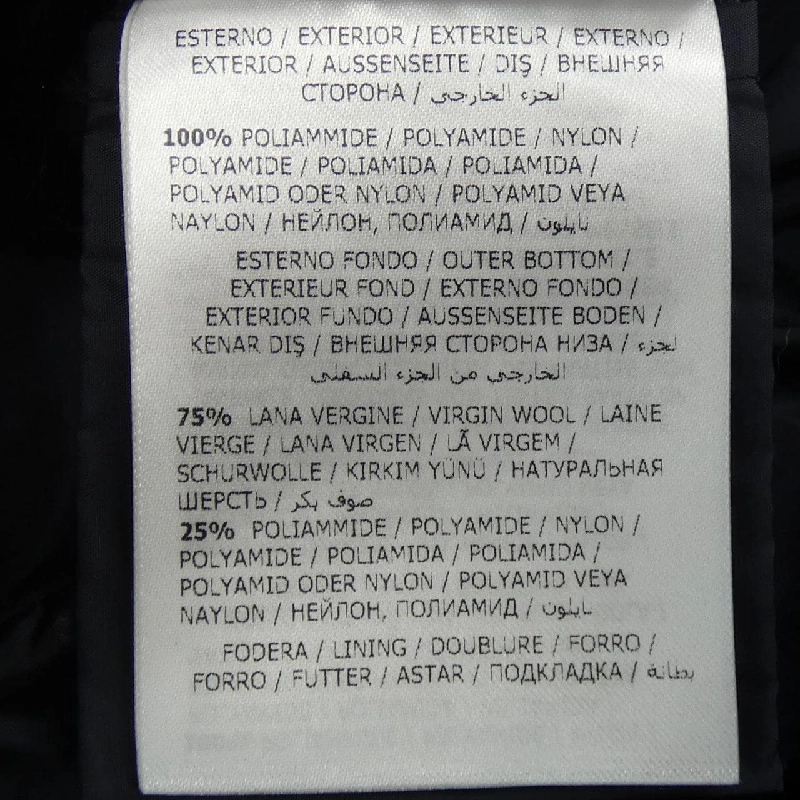 ESTERNO / EXTERIOR / EXTERIEUR / EXTERNO /
EXTERIOR / AUSSENSEITE / DIŞ / ВНЕШНЯЯ
СТОРОНА / الجزء الخارجي
100% POLIAMMIDE / POLYAMIDE / NYLON /
POLYAMIDE / POLIAMIDA / POLIAMIDA /
POLYAMID ODER NYLON / POLYAMID VEYA
NAYLON / НЕЙЛОН, ПОЛИАМИД / نايلون
ESTERNO FONDO / OUTER BOTTOM /
EXTERIEUR FOND / EXTERNO FONDO /
EXTERIOR FUNDO / AUSSENSEITE BODEN /
KENAR DIŞ / ВНЕШНЯЯ СТОРОНА НИЗА / لجزء
الخارجي من الجزء السفلي
75% LANA VERGINE / VIRGIN WOOL / LAINE
VIERGE / LANA VIRGEN / LÃ VIRGEM /
SCHURWOLLE / KIRKIM YÜNÜ / НАТУРАЛЬНАЯ
ШЕРСТЬ / صوف بكر
25% POLIAMMIDE / POLYAMIDE / NYLON /
POLYAMIDE / POLIAMIDA / POLIAMIDA /
POLYAMID ODER NYLON / POLYAMID VEYA
NAYLON / НЕЙЛОН, ПОЛИАМИД / نايلون
FODERA / LINING / DOUBLURE / FORRO /
FORRO / FUTTER / ASTAR / ПОДКЛАДКА / بطانة